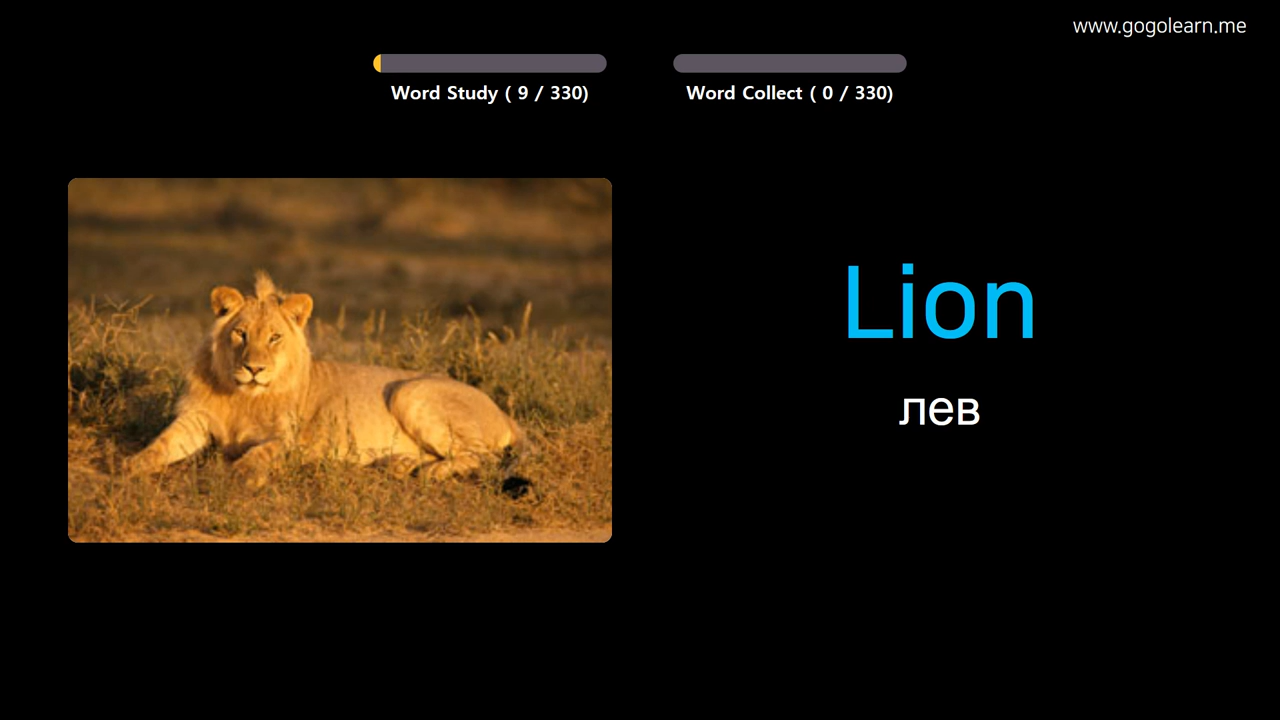 www.gogolearn.me
Word Study ( 9 / 330)
Word Collect ( 0 / 330)
Lion
лев